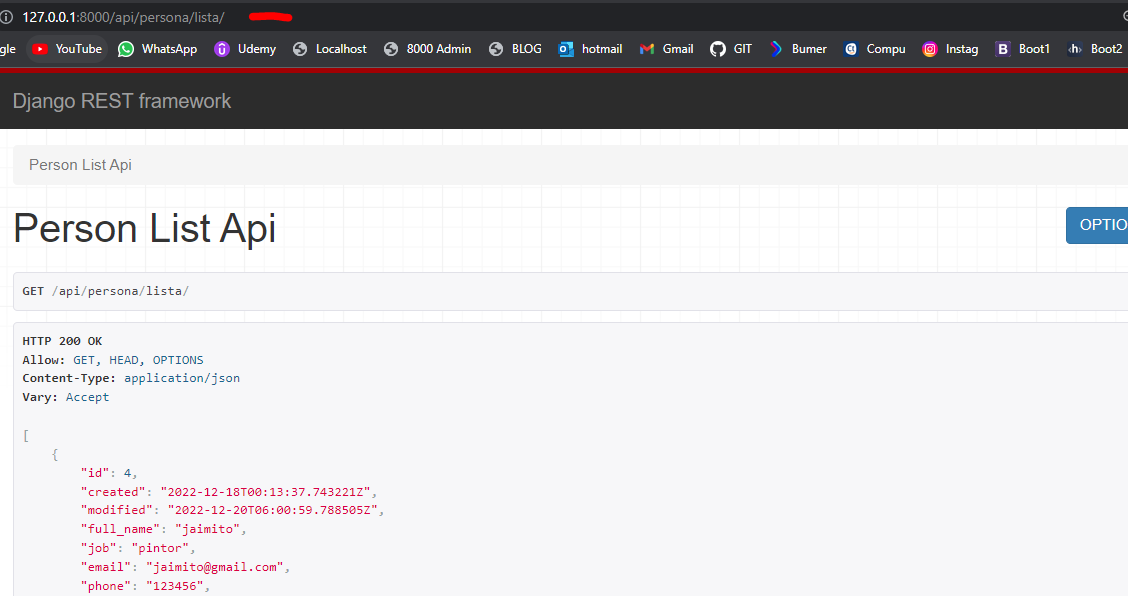 127.0.0.1:8000/api/persona/lista/
gle YouTube WhatsApp Udemy Localhost 8000 Admin BLOG hotmail Gmail GIT Bumer Compu Instag Boot1 Boot2
Django REST framework
Person List Api
Person List Api
OPTIO
GET /api/persona/lista/
HTTP 200 OK
Allow: GET, HEAD, OPTIONS
Content-Type: application/json
Vary: Accept
[
{
"id": 4,
"created": "2022-12-18T00:13:37.743221Z",
"modified": "2022-12-20T06:00:59.788505Z",
"full_name": "jaimito",
"job": "pintor",
"email": "jaimito@gmail.com",
"phone": "123456",